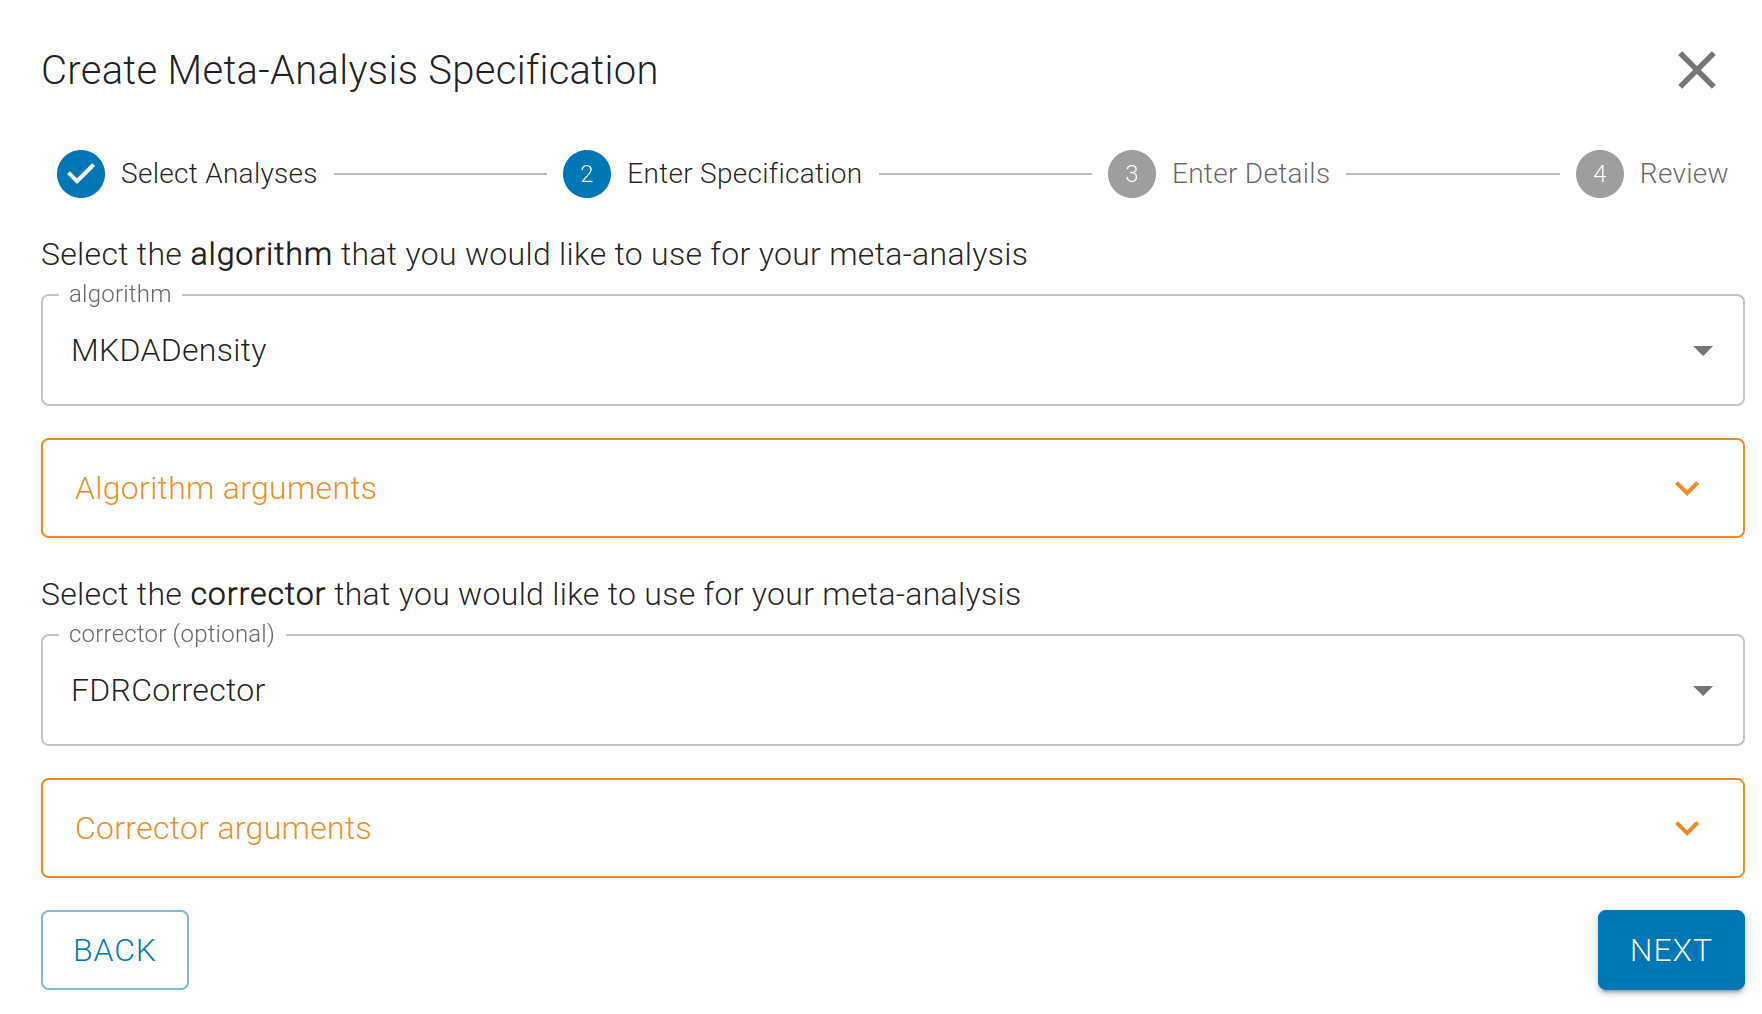 Create Meta-Analysis Specification
Select Analyses
2 Enter Specification
3 Enter Details
4 Review
Select the algorithm that you would like to use for your meta-analysis
algorithm
MKDADensity
Algorithm arguments
Select the corrector that you would like to use for your meta-analysis
corrector (optional)
FDRCorrector
Corrector arguments
BACK
NEXT